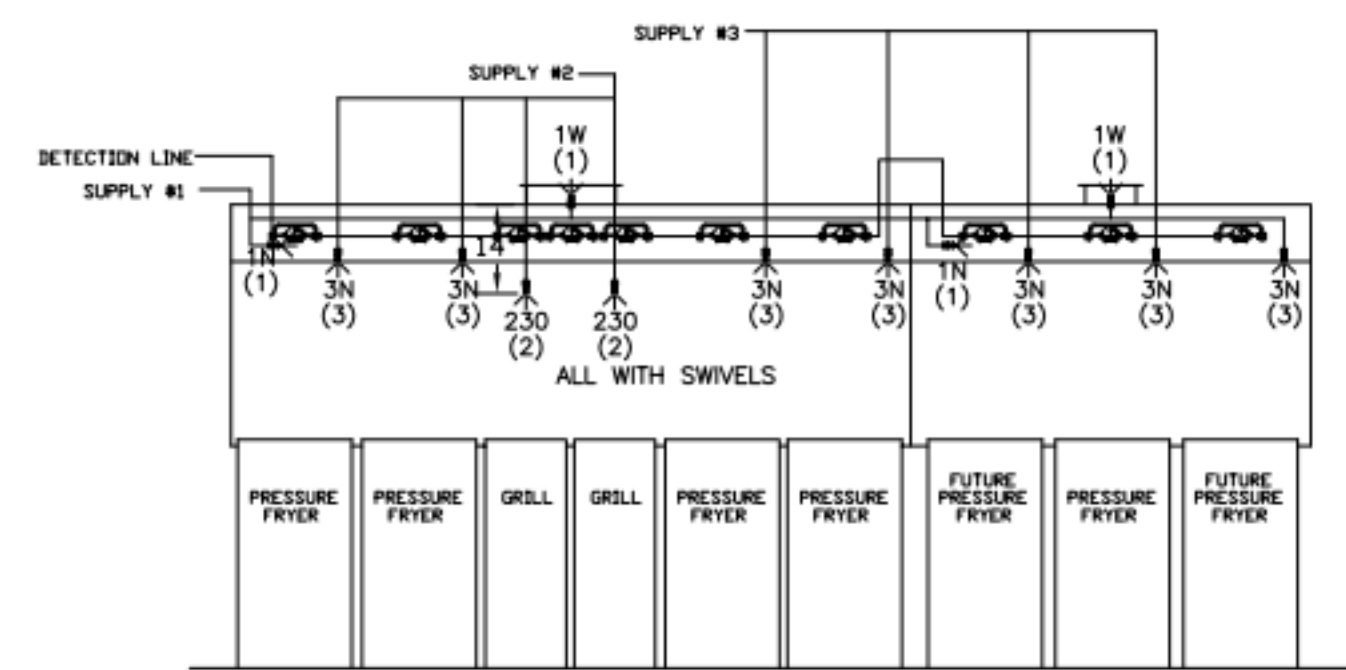 SUPPLY #3
SUPPLY #2
1W
(1)
1W
(1)
DETECTION LINE
SUPPLY #1
14
1N
(1)
3N
(3)
3N
(3)
230
(2)
230
(2)
3N
(3)
3N
(3)
1N
(1)
3N
(3)
3N
(3)
3N
(3)
ALL WITH SWIVELS
PRESSURE
FRYER
PRESSURE
FRYER
GRILL
GRILL
PRESSURE
FRYER
PRESSURE
FRYER
FUTURE
PRESSURE
FRYER
PRESSURE
FRYER
FUTURE
PRESSURE
FRYER